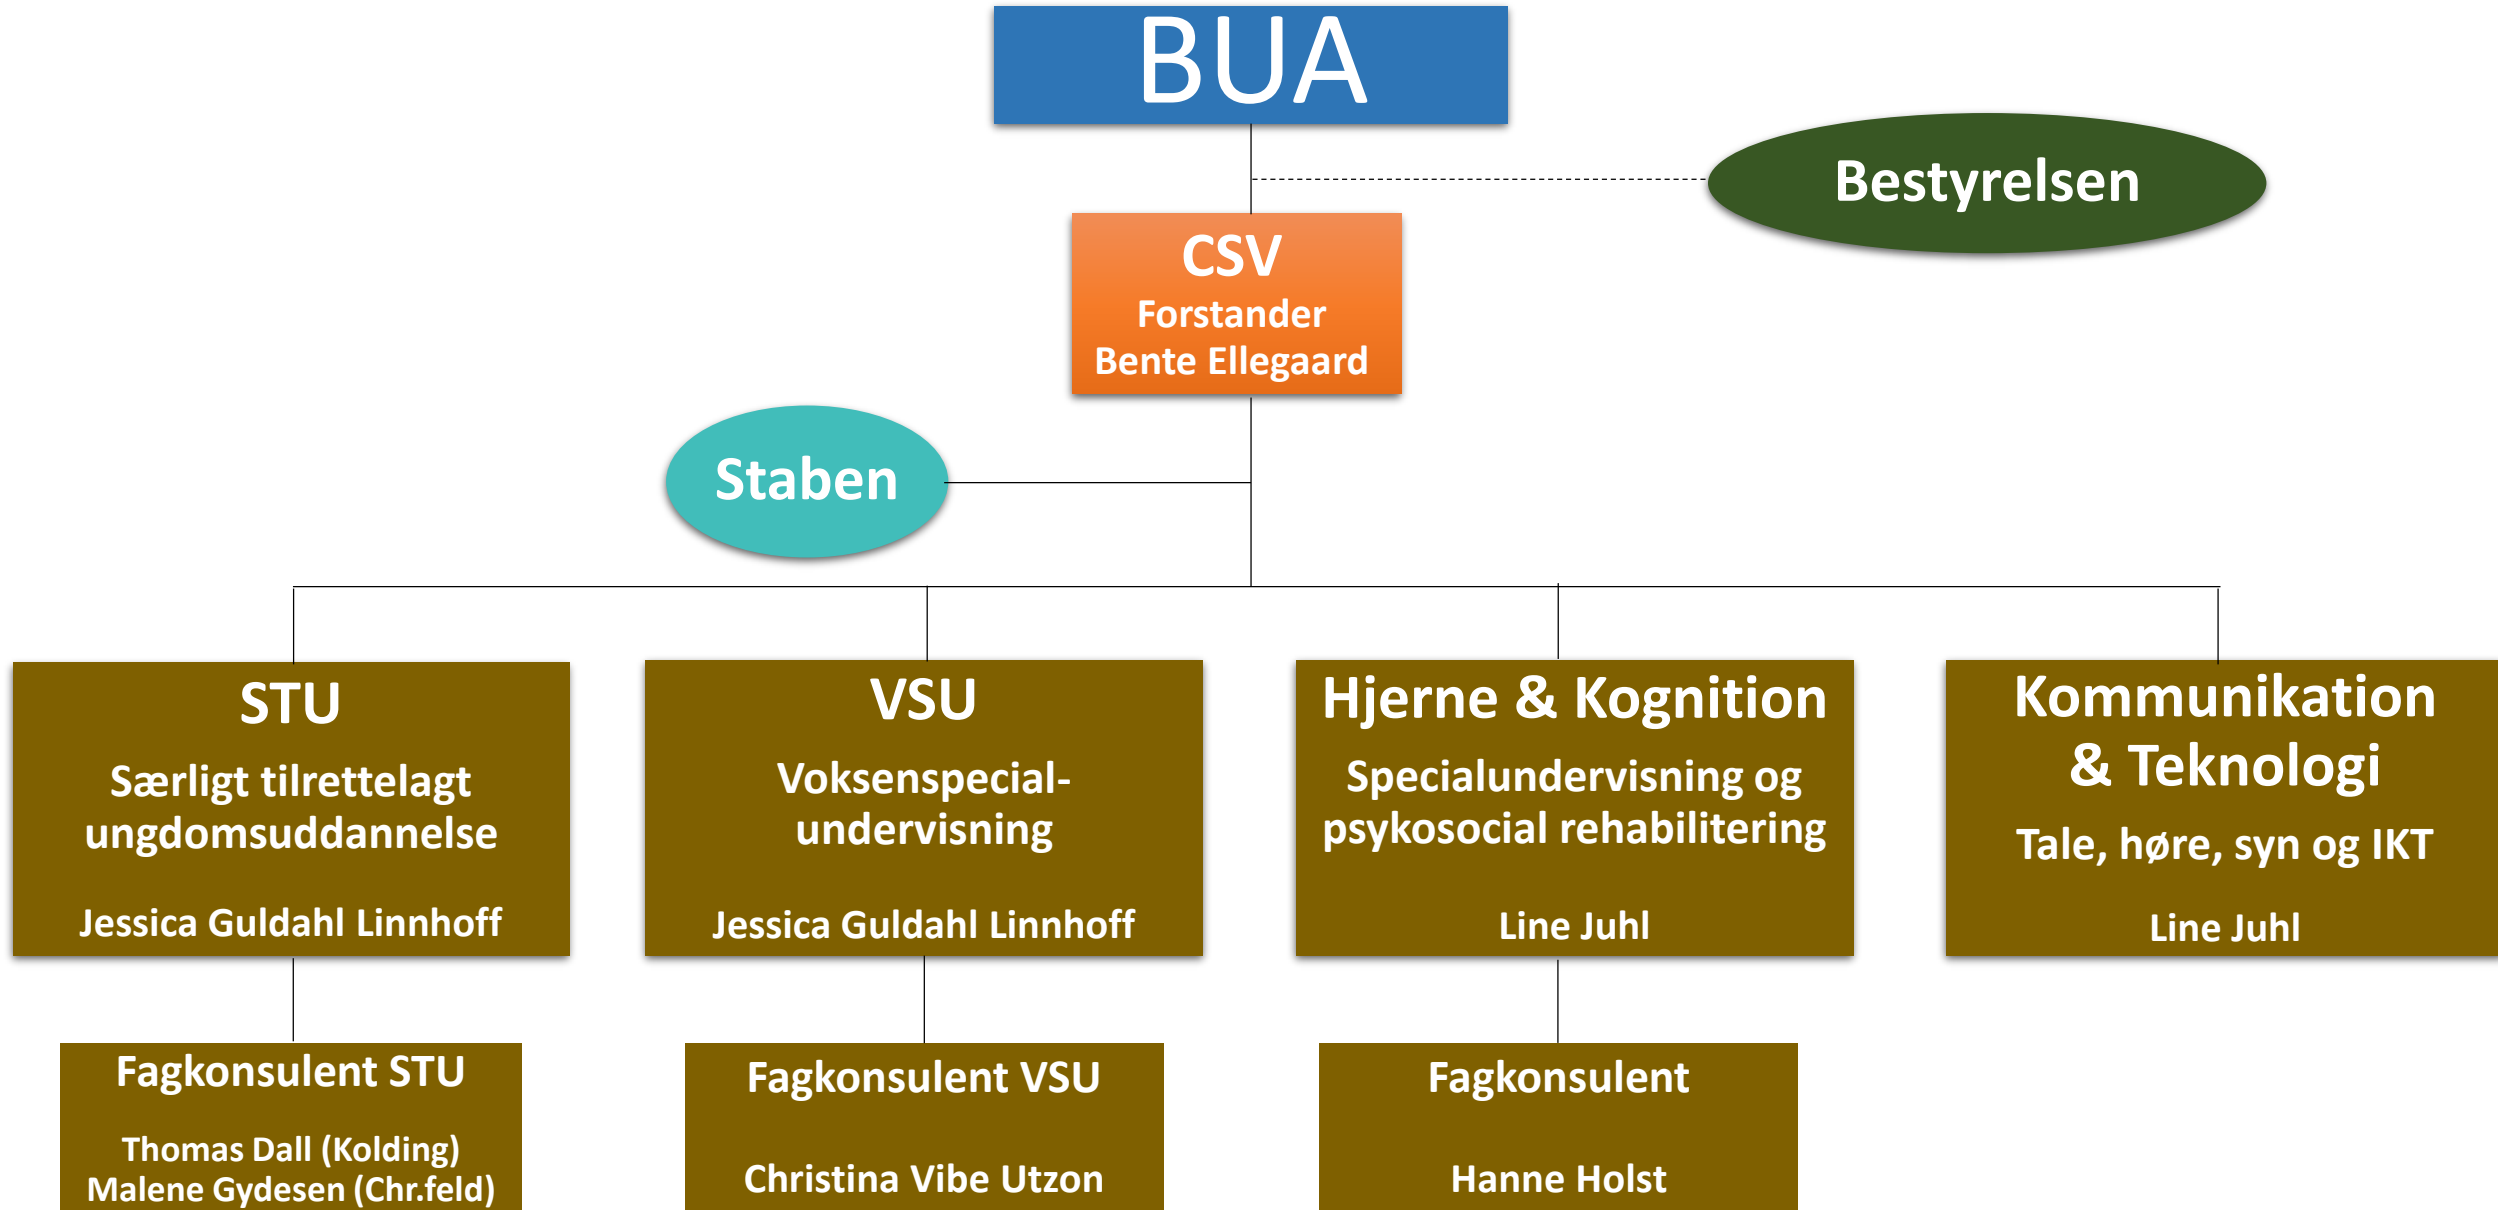 BUA
Bestyrelsen
CSV
Forstander
Bente Ellegaard
Staben
STU
Særligt tilrettelagt
ungdomsuddannelse
Jessica Guldahl Linnhoff
VSU
Voksenspecial-
undervisning
Jessica Guldahl Linnhoff
Hjerne & Kognition
Specialundervisning og
psykosocial rehabilitering
Line Juhl
Kommunikation
& Teknologi
Tale, høre, syn og IKT
Line Juhl
Fagkonsulent STU
Thomas Dall (Kolding)
Malene Gydesen (Chr.feld)
Fagkonsulent VSU
Christina Vibe Utzon
Fagkonsulent
Hanne Holst